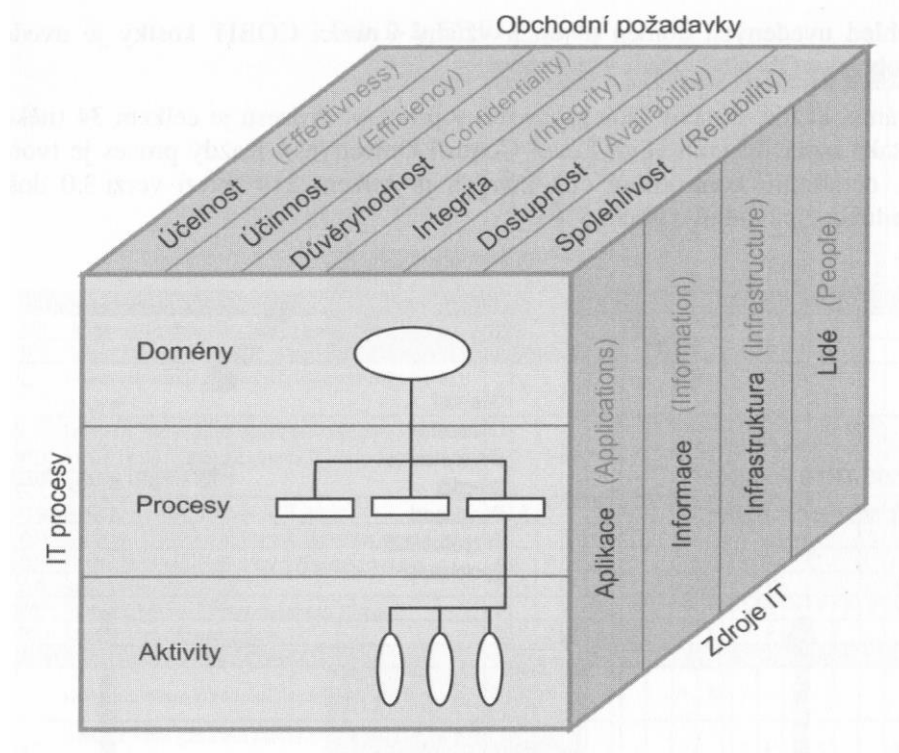 Obchodní požadavky
Účelnost (Effectivness)
Účinnost (Efficiency)
Důvěryhodnost (Confidentiality)
Integrita (Integrity)
Dostupnost (Availability)
Spolehlivost (Reliability)
IT procesy
Domény
Procesy
Aktivity
Aplikace (Applications)
Informace (Information)
Infrastruktura (Infrastructure)
Lidé (People)
Zdroje IT